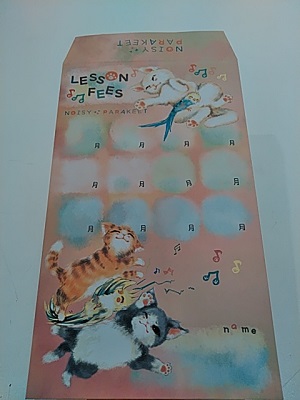 NOISY
PARAKEET
LESSON
FEES
NOISY PARAKEET
月 月 月 月
月 月 月 月
月 月 月 月
name